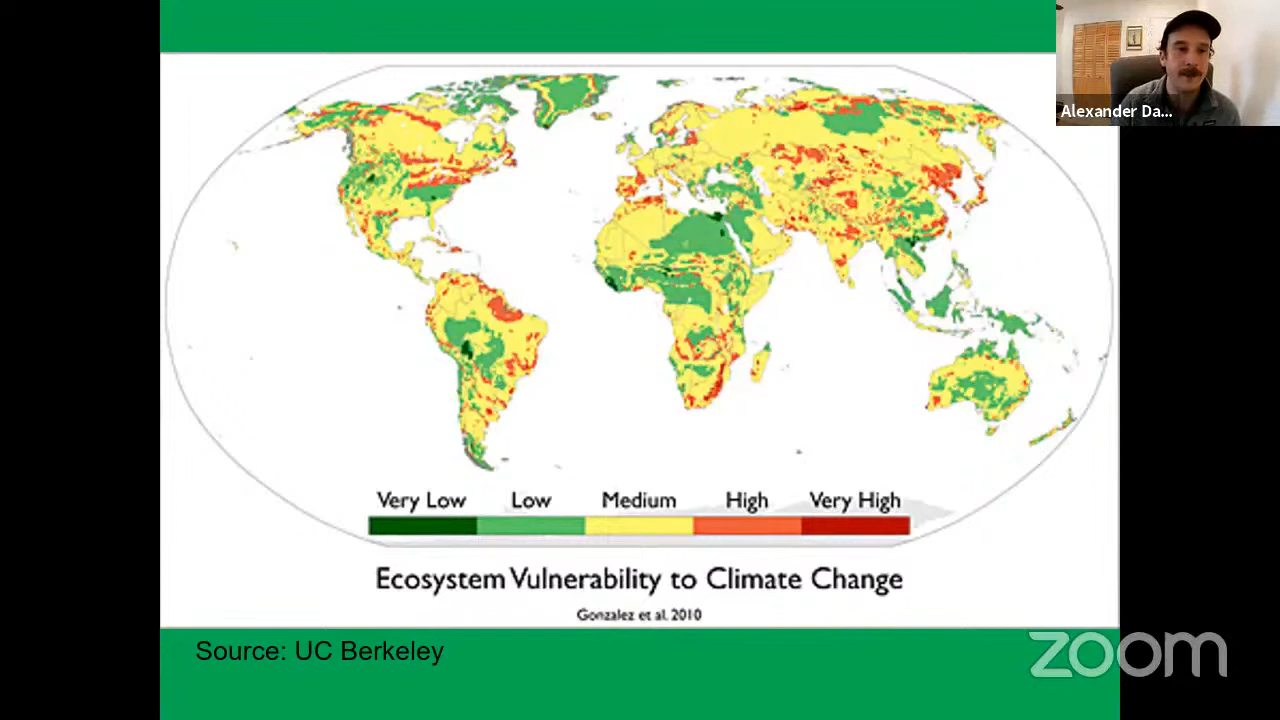 Alexander Da...
Very Low Low Medium High Very High
Ecosystem Vulnerability to Climate Change
Gonzalez et al. 2010
Source: UC Berkeley
zoom